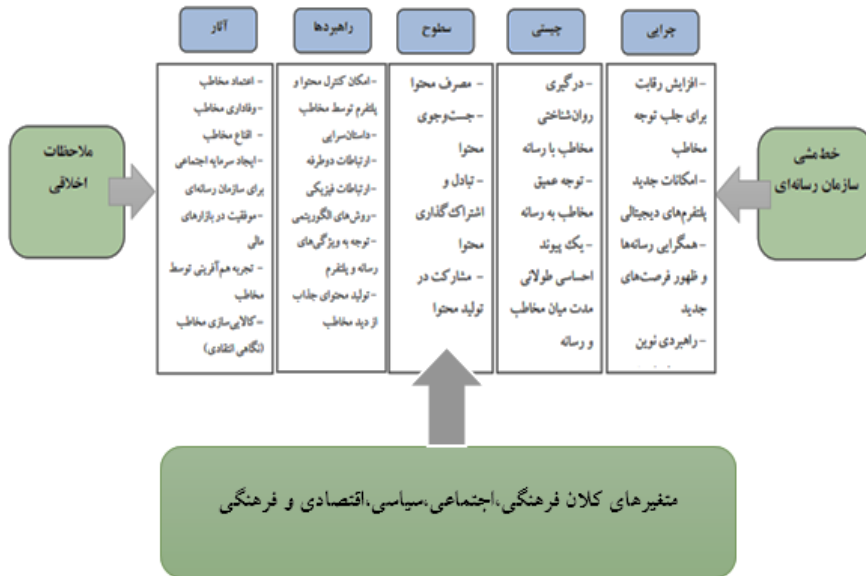 چرایی
چیستی
سطوح
راهبردها
آثار
-افزایش رقابت
برای جلب توجه
مخاطب
-امکانات جدید
پلتفرم‌های دیجیتالی
-همگرایی رسانه‌ها
و ظهور فرصت‌های
جدید
-راهبردی نوین
-درگیری
روان‌شناختی
مخاطب با رسانه
-توجه عمیق
مخاطب به رسانه
-یک پیوند
احساسی طولانی
مدت میان مخاطب
و رسانه
- مصرف محتوا
-جست‌وجوی
محتوا
- تبادل و
اشتراک‌گذاری
محتوا
- مشارکت در
تولید محتوا
-امکان کنترل محتوا و
پلتفرم توسط مخاطب
-داستان‌سرایی
-ارتباطات دوطرفه
-ارتباطات فیزیکی
-روش‌های الگوریتمی
-توجه به ویژگی‌های
رسانه و پلتفرم
-تولید محتوای جذاب
از دید مخاطب
- اعتماد مخاطب
-وفاداری مخاطب
- اقناع مخاطب
-ایجاد سرمایه اجتماعی
برای سازمان رسانه‌ای
-موفقیت در بازارهای
مالی
- تجربه هم‌آفرینی توسط
مخاطب
-کالایی‌سازی مخاطب
(نگاهی انتقادی)
خط‌مشی
سازمان رسانه‌ای
ملاحظات
اخلاقی
متغیرهای کلان فرهنگی،اجتماعی،سیاسی،اقتصادی و فرهنگی